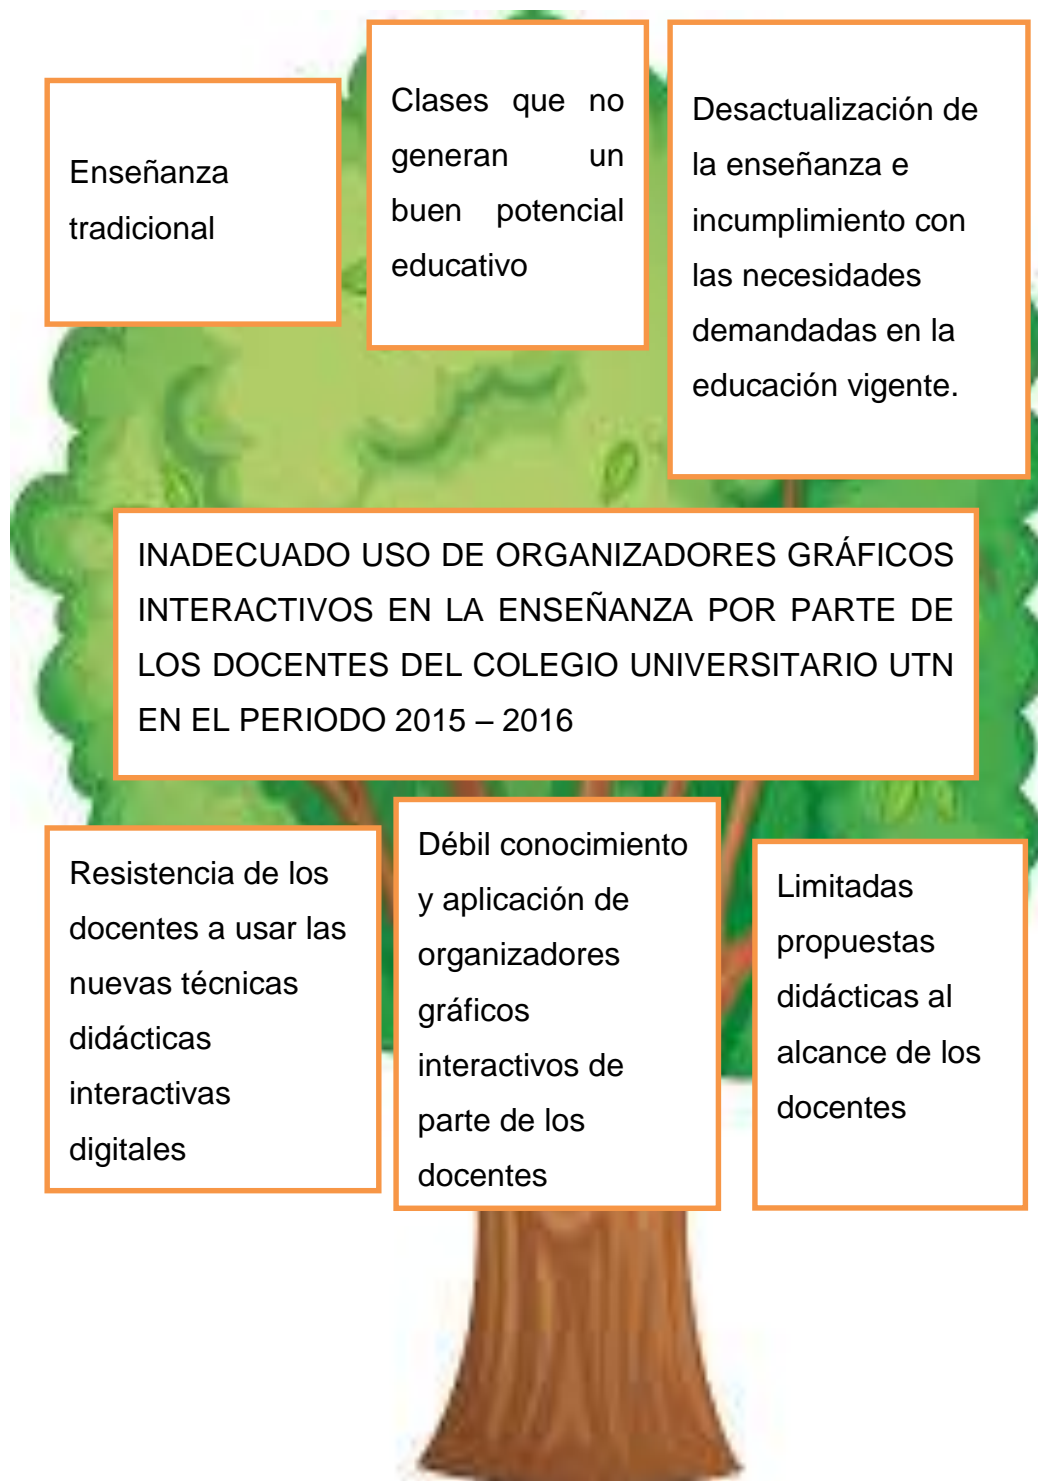 Enseñanza
tradicional
Clases que no
generan un
buen potencial
educativo
Desactualización de
la enseñanza e
incumplimiento con
las necesidades
demandadas en la
educación vigente.
INADECUADO USO DE ORGANIZADORES GRÁFICOS
INTERACTIVOS EN LA ENSEÑANZA POR PARTE DE
LOS DOCENTES DEL COLEGIO UNIVERSITARIO UTN
EN EL PERIODO 2015 – 2016
Resistencia de los
docentes a usar las
nuevas técnicas
didácticas
interactivas
digitales
Débil conocimiento
y aplicación de
organizadores
gráficos
interactivos de
parte de los
docentes
Limitadas
propuestas
didácticas al
alcance de los
docentes